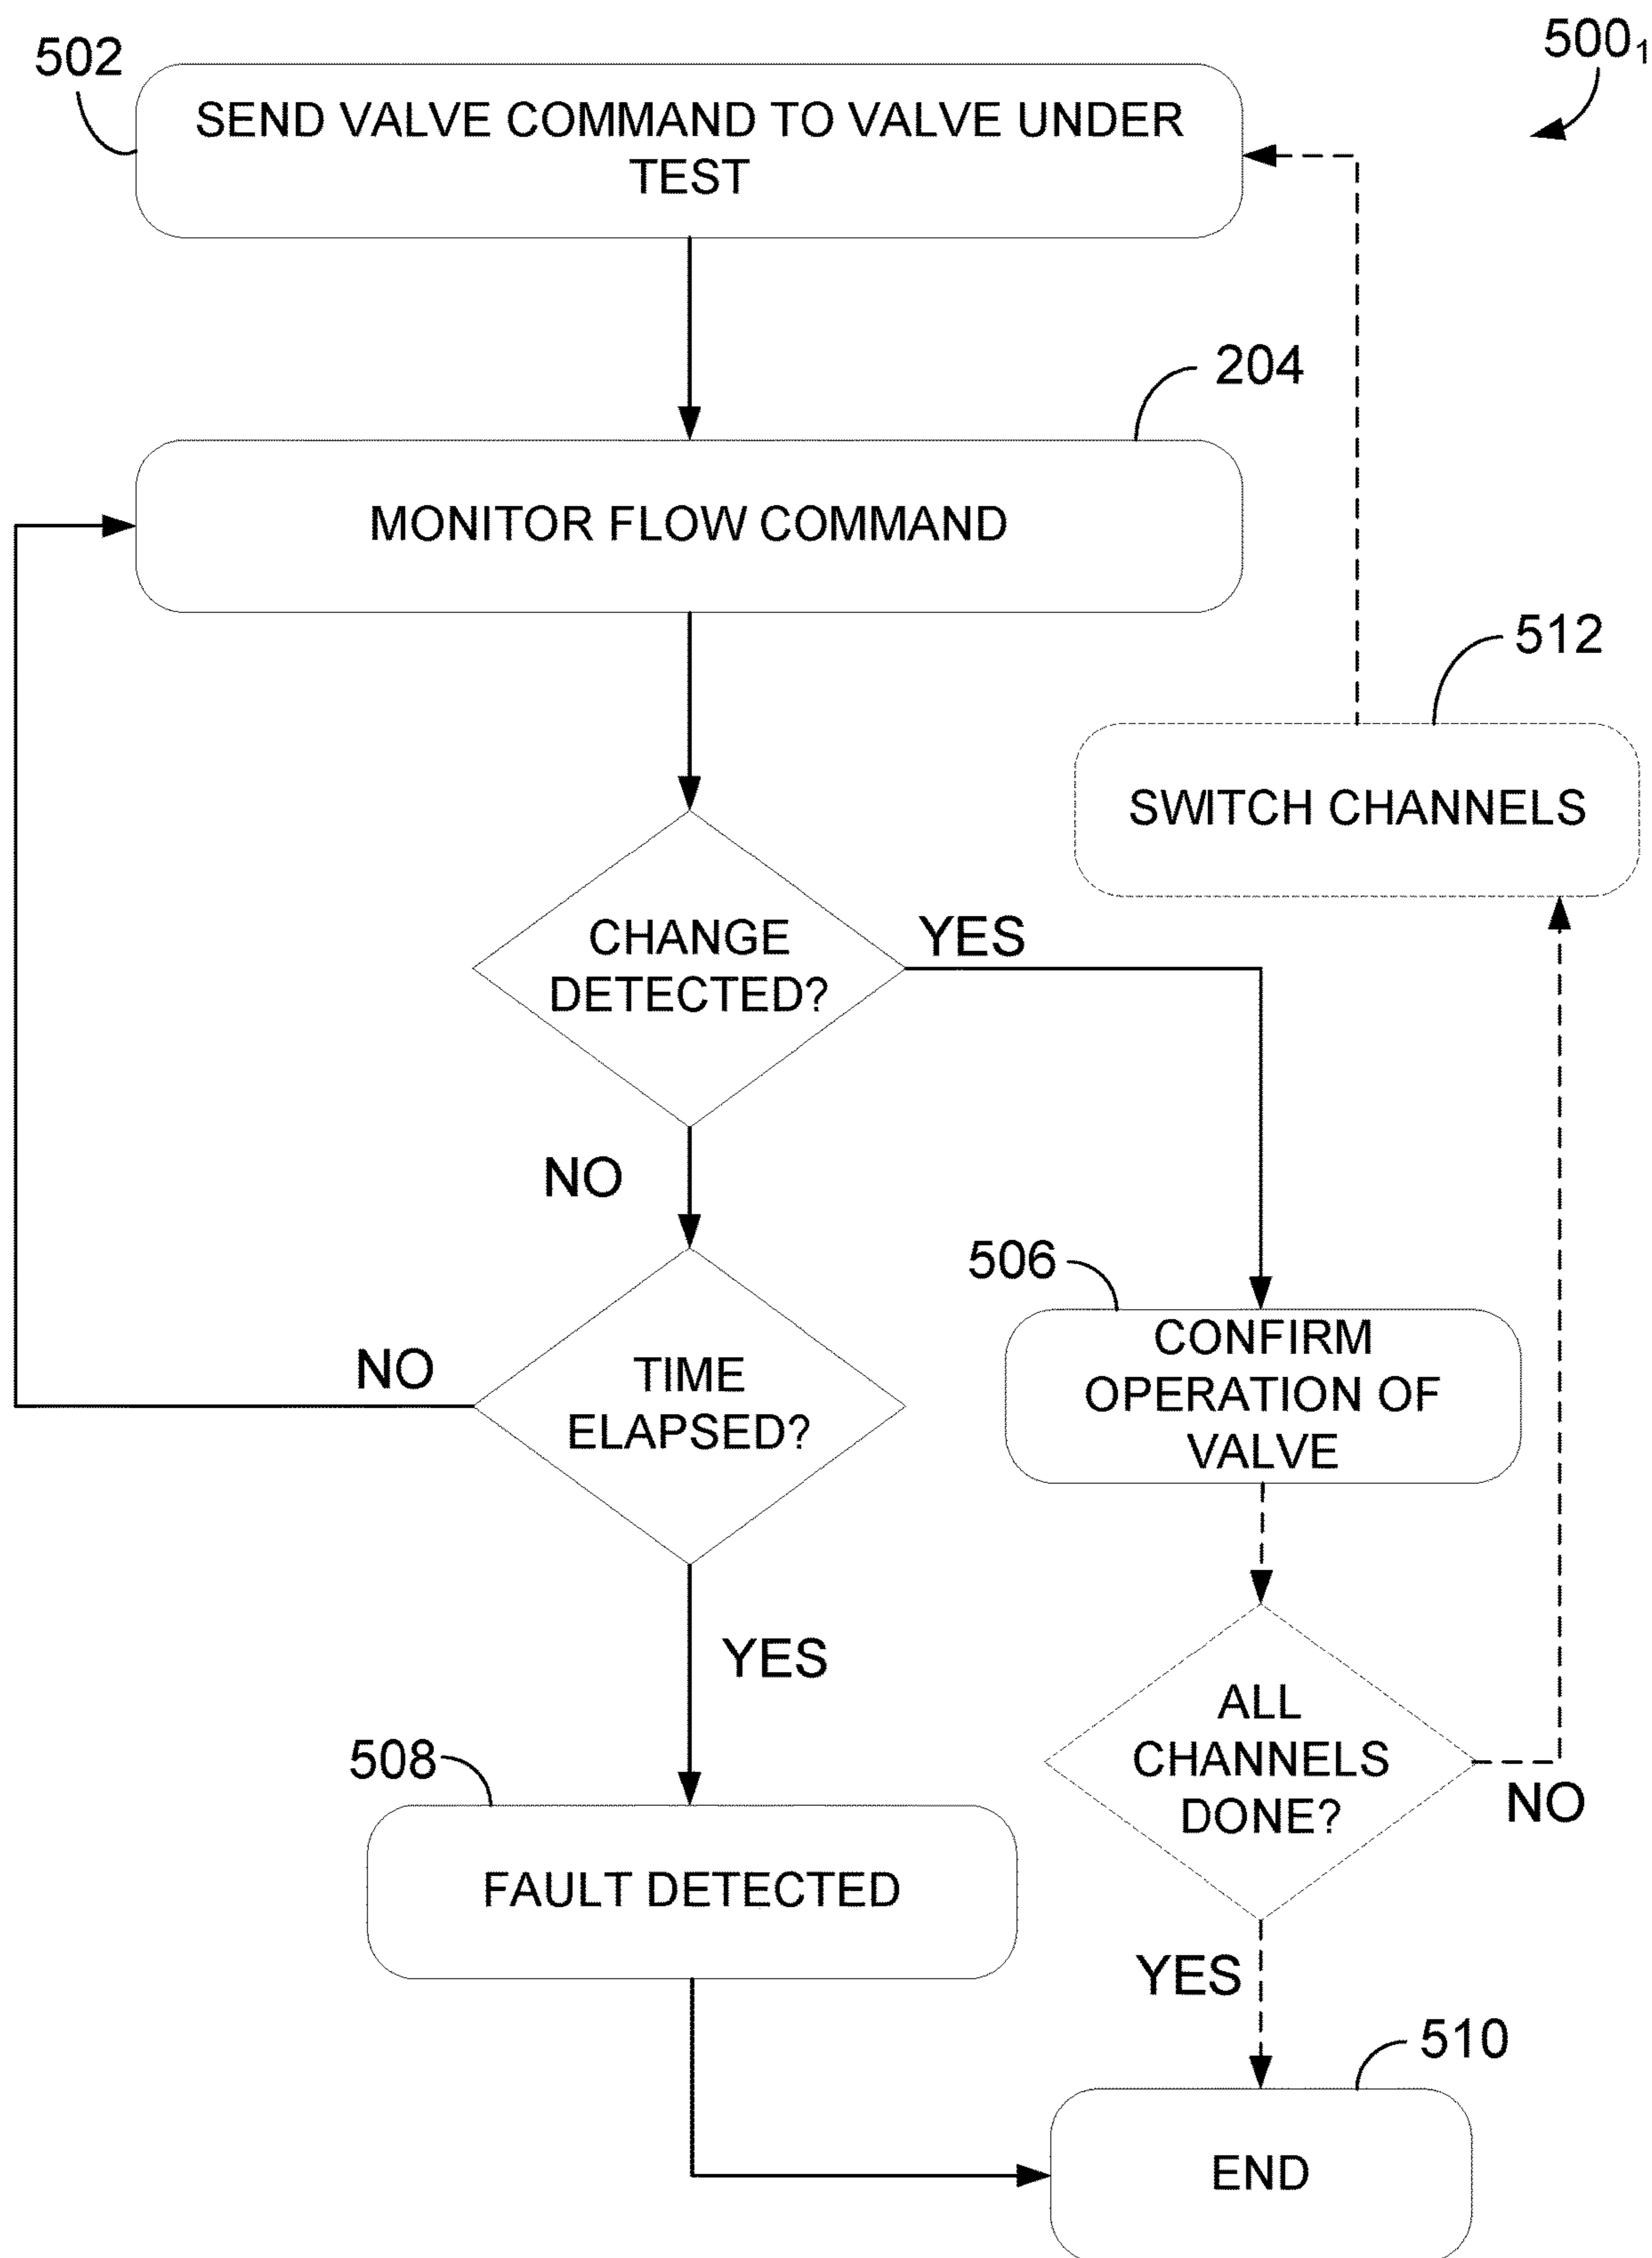 502
500₁
SEND VALVE COMMAND TO VALVE UNDER
TEST
204
MONITOR FLOW COMMAND
512
SWITCH CHANNELS
CHANGE
DETECTED?
YES
NO
506
CONFIRM
OPERATION OF
VALVE
NO
TIME
ELAPSED?
YES
ALL
CHANNELS
DONE?
NO
508
FAULT DETECTED
YES
510
END